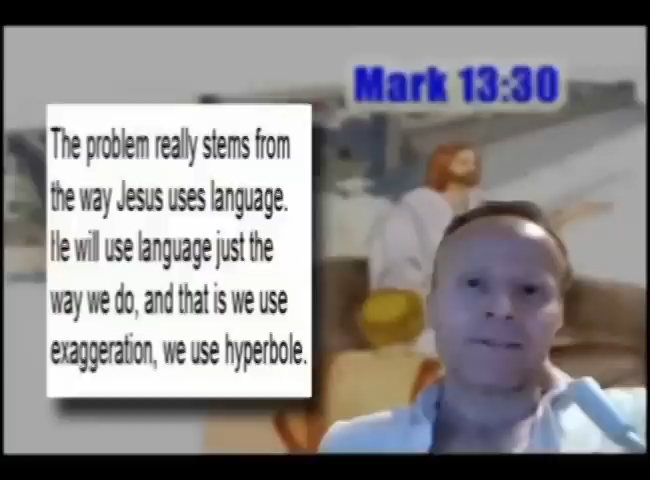 Mark 13:30
The problem really stems from
the way Jesus uses language.
He will use language just the
way we do, and that is we use
exaggeration, we use hyperbole.